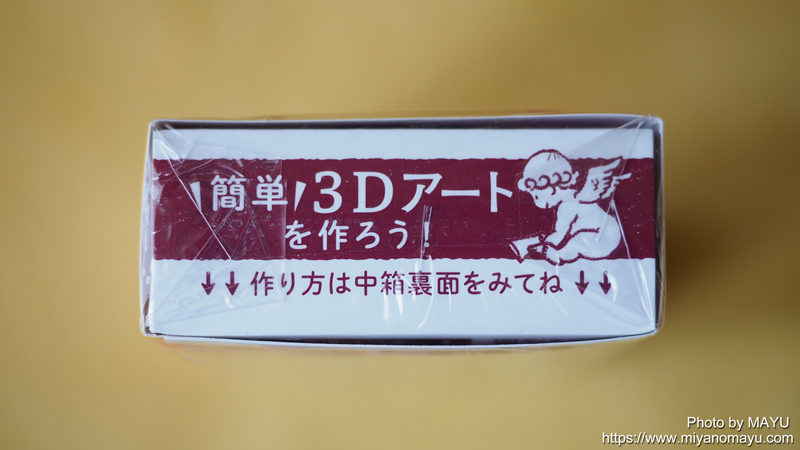 簡単 3Dアート
を作ろう!
↓↓作り方は中箱裏面をみてね↓↓
Photo by MAYU
https://www.miyanomayu.com/